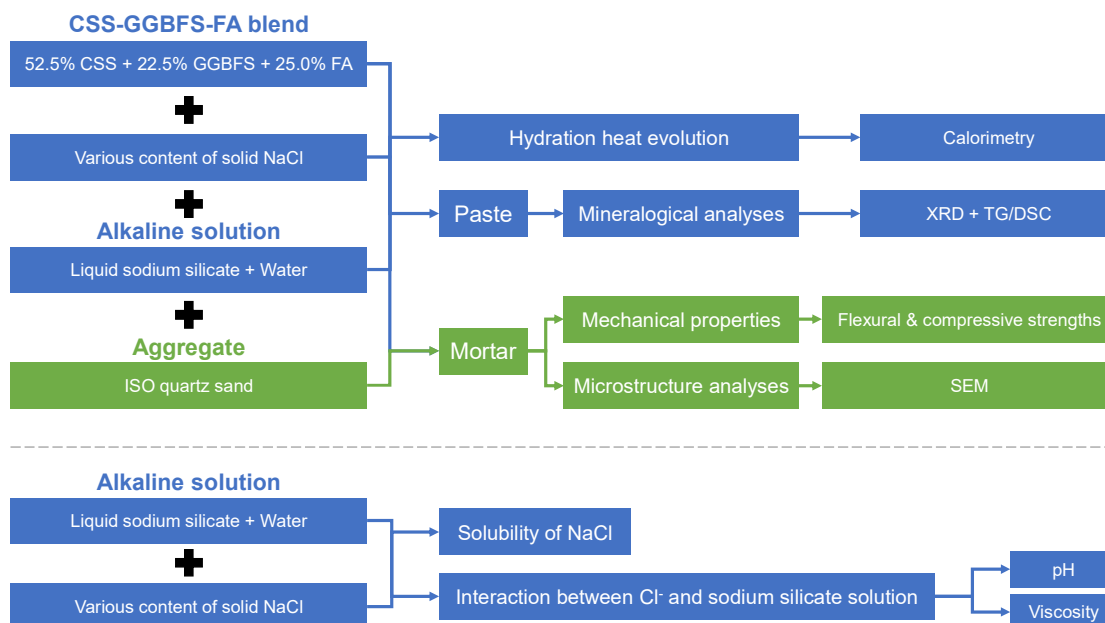 CSS-GGBFS-FA blend
52.5% CSS + 22.5% GGBFS + 25.0% FA
Various content of solid NaCl
Alkaline solution
Liquid sodium silicate + Water
Aggregate
ISO quartz sand
Hydration heat evolution
Calorimetry
Paste
Mineralogical analyses
XRD + TG/DSC
Mortar
Mechanical properties
Flexural & compressive strengths
Microstructure analyses
SEM
Alkaline solution
Liquid sodium silicate + Water
Various content of solid NaCl
Solubility of NaCl
Interaction between Cl⁻ and sodium silicate solution
pH
Viscosity